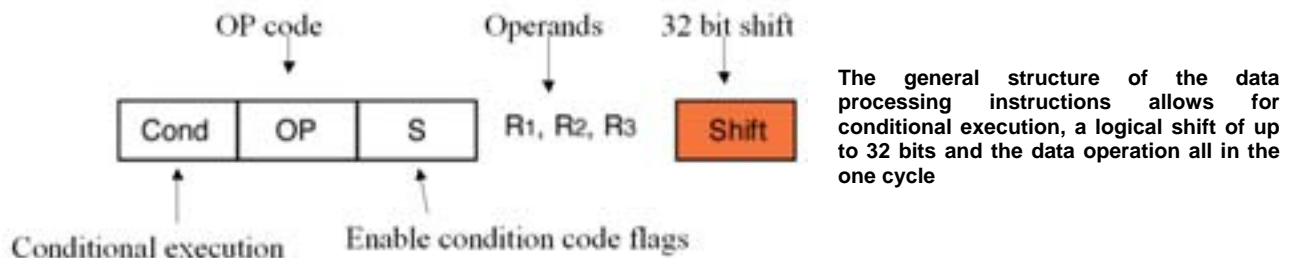 OP code Operands 32 bit shift
Cond OP S R1, R2, R3 Shift
Conditional execution Enable condition code flags
The general structure of the data
processing instructions allows for
conditional execution, a logical shift of up
to 32 bits and the data operation all in the
one cycle